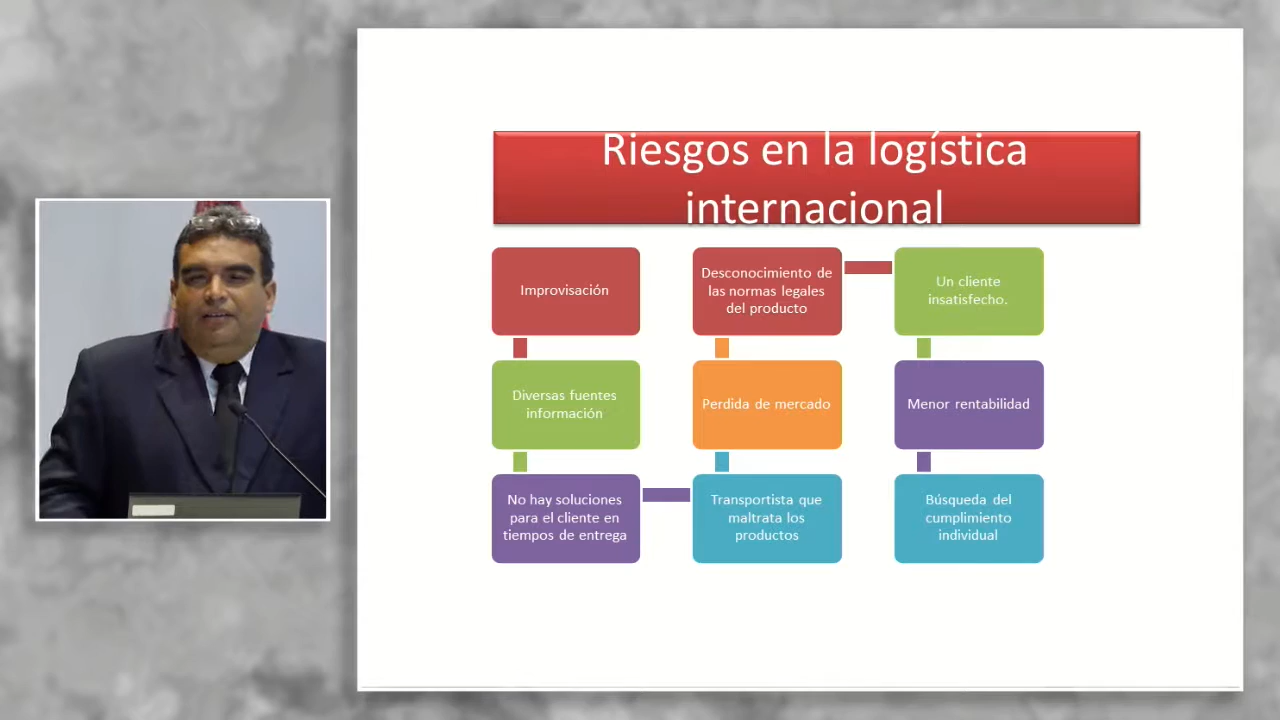 Riesgos en la logística
internacional
Improvisación
Diversas fuentes
información
No hay soluciones
para el cliente en
tiempos de entrega
Desconocimiento de
las normas legales
del producto
Perdida de mercado
Transportista que
maltrata los
productos
Un cliente
insatisfecho.
Menor rentabilidad
Búsqueda del
cumplimiento
individual